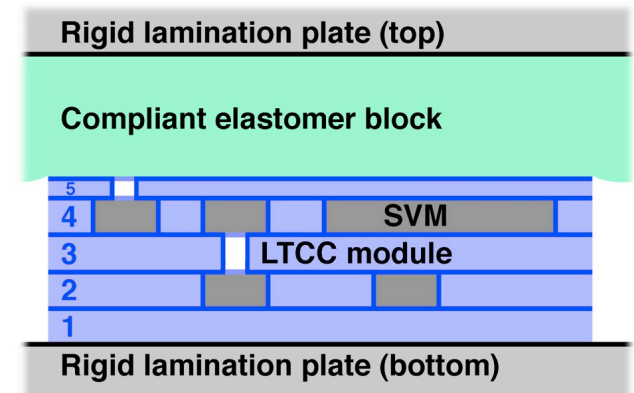 Rigid lamination plate (top)
Compliant elastomer block
5
4 SVM
3 LTCC module
2
1
Rigid lamination plate (bottom)